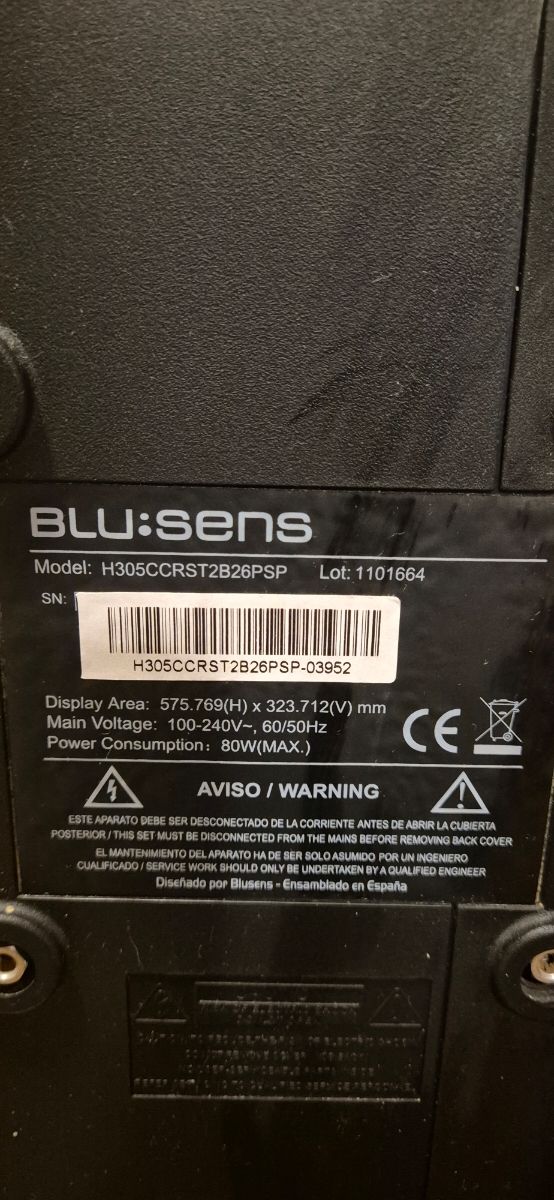 BLU:sens
Model: H305CCRST2B26PSP Lot: 1101664
SN:
H305CCRST2B26PSP-03952
Display Area: 575.769(H) x 323.712(V) mm
Main Voltage: 100-240V~, 60/50Hz
Power Consumption: 80W(MAX.)
CE
AVISO / WARNING
ESTE APARATO DEBE SER DESCONECTADO DE LA CORRIENTE ANTES DE ABRIR LA CUBIERTA
POSTERIOR / THIS SET MUST BE DISCONNECTED FROM THE MAINS BEFORE REMOVING BACK COVER
EL MANTENIMIENTO DEL APARATO HA DE SER SOLO ASUMIDO POR UN INGENIERO
CUALIFICADO / SERVICE WORK SHOULD ONLY BE UNDERTAKEN BY A QUALIFIED ENGINEER
Diseñado por Blusens - Ensamblado en España